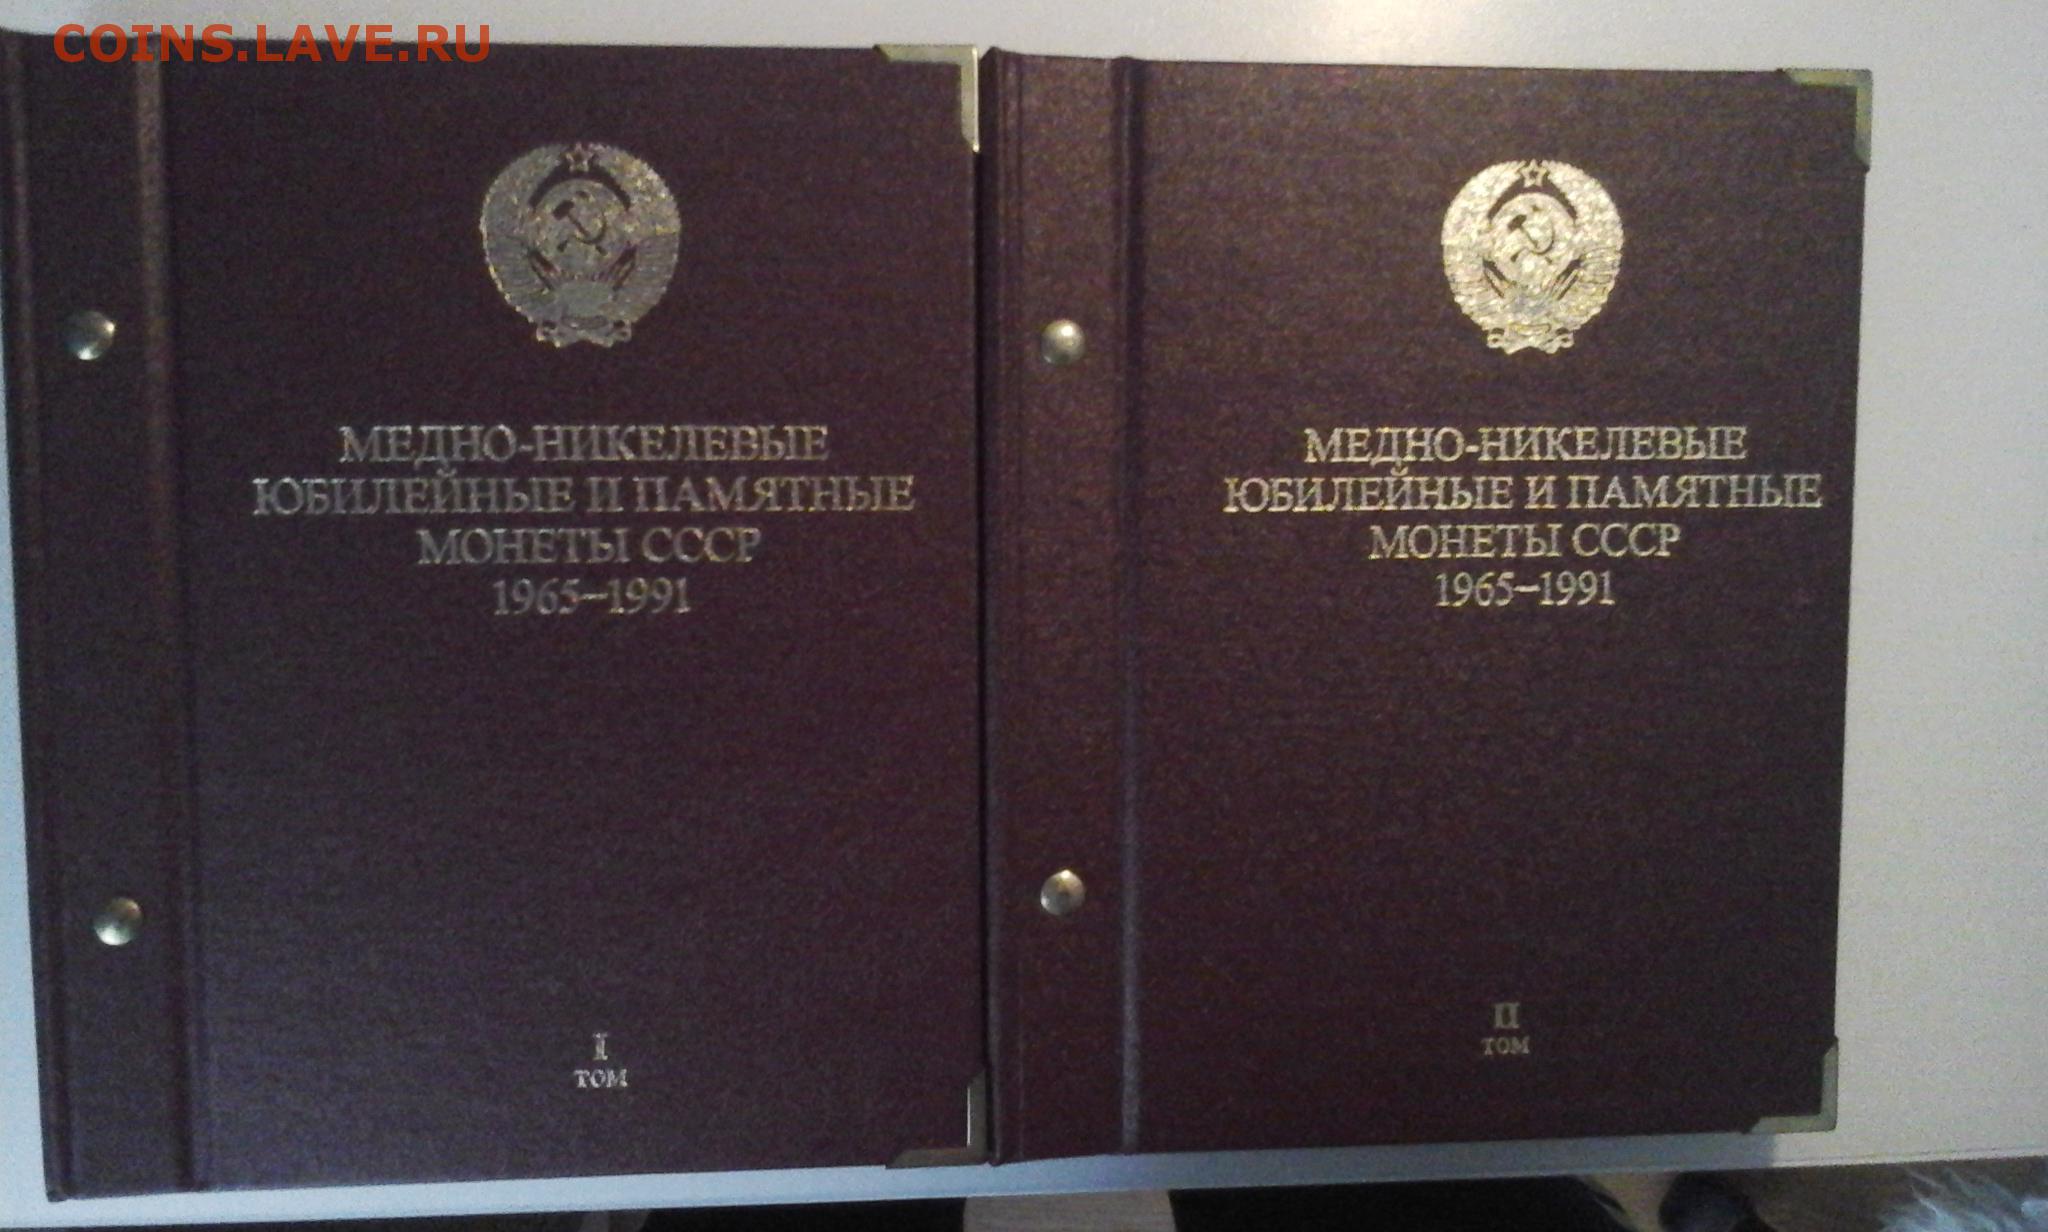 COINS.LAVE.RU
МЕДНО-НИКЕЛЕВЫЕ
ЮБИЛЕЙНЫЕ И ПАМЯТНЫЕ
МОНЕТЫ СССР
1965–1991
I
ТОМ
МЕДНО-НИКЕЛЕВЫЕ
ЮБИЛЕЙНЫЕ И ПАМЯТНЫЕ
МОНЕТЫ СССР
1965–1991
II
ТОМ